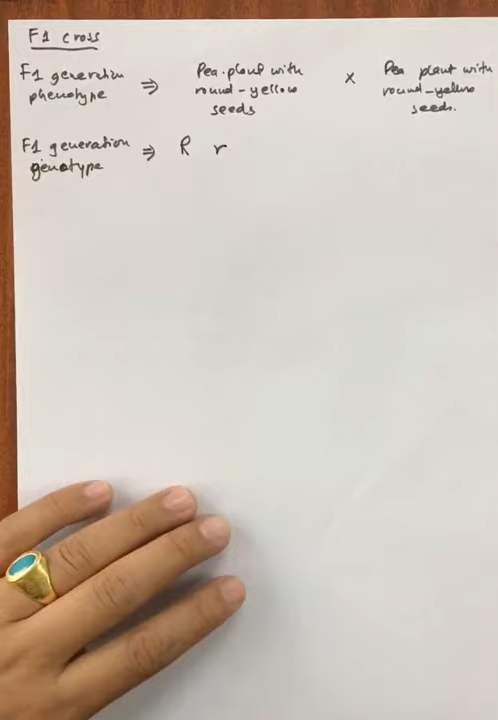 F1 cross
F1 generation
phenotype ⇒
Pea plant with
round-yellow
seeds
×
Pea plant with
round-yellow
seeds.
F1 generation
genotype ⇒ R r